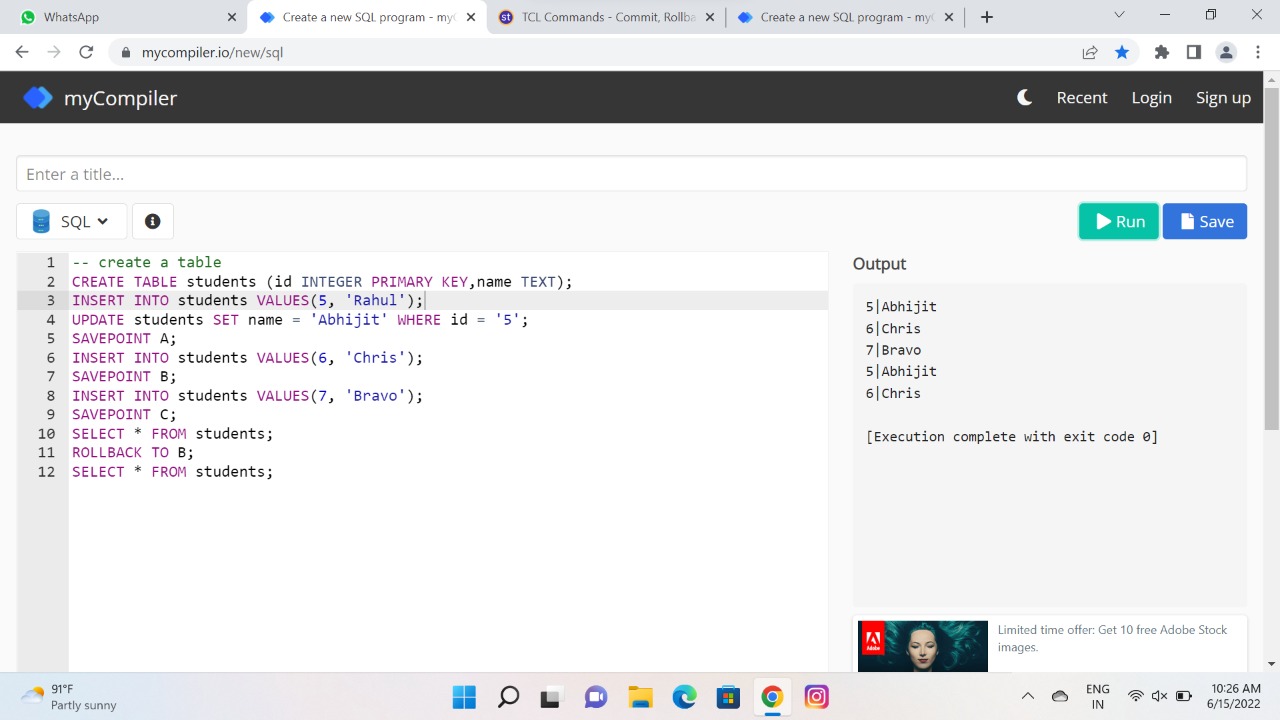 WhatsApp
Create a new SQL program - my
TCL Commands - Commit, Rollba
Create a new SQL program - my
mycompiler.io/new/sql
myCompiler
Recent
Login
Sign up
Enter a title...
SQL
Run
Save
1 -- create a table
2 CREATE TABLE students (id INTEGER PRIMARY KEY,name TEXT);
3 INSERT INTO students VALUES(5, 'Rahul');
4 UPDATE students SET name = 'Abhijit' WHERE id = '5';
5 SAVEPOINT A;
6 INSERT INTO students VALUES(6, 'Chris');
7 SAVEPOINT B;
8 INSERT INTO students VALUES(7, 'Bravo');
9 SAVEPOINT C;
10 SELECT * FROM students;
11 ROLLBACK TO B;
12 SELECT * FROM students;
Output
5|Abhijit
6|Chris
7|Bravo
5|Abhijit
6|Chris
[Execution complete with exit code 0]
Adobe
Limited time offer: Get 10 free Adobe Stock
images.
91°F
Partly sunny
ENG
IN
10:26 AM
6/15/2022